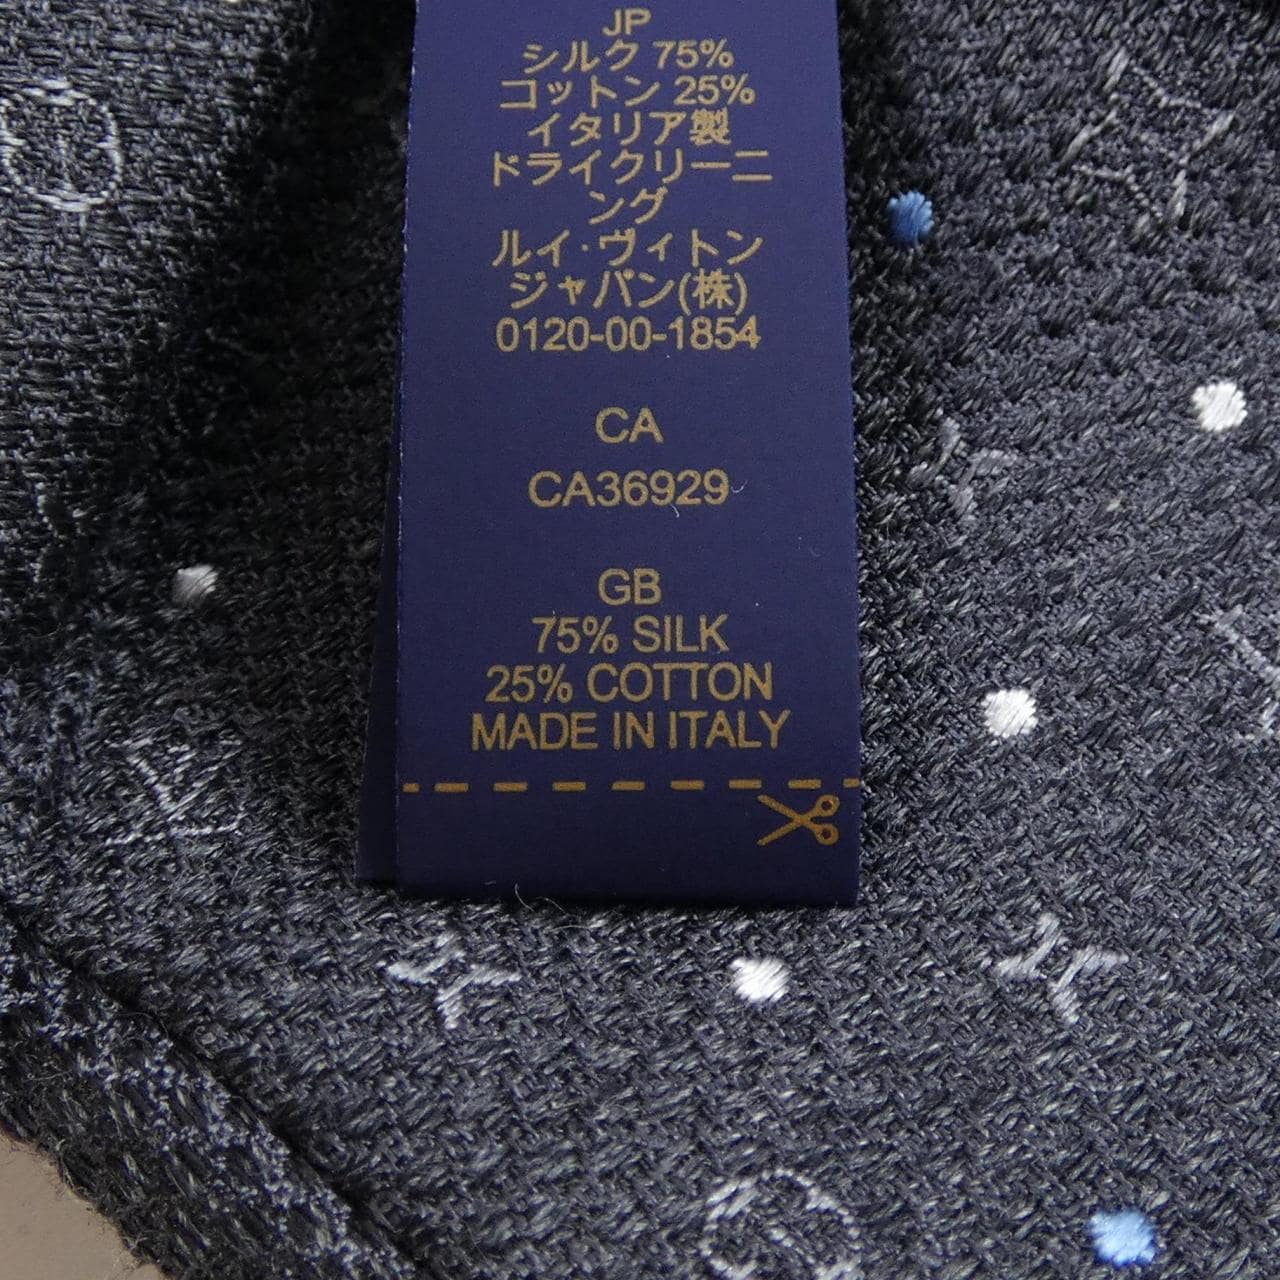 JP
シルク 75%
コットン 25%
イタリア製
ドライクリーニ
ング
ルイ·ヴィトン
ジャパン(株)
0120-00-1854
CA
CA36929
GB
75% SILK
25% COTTON
MADE IN ITALY